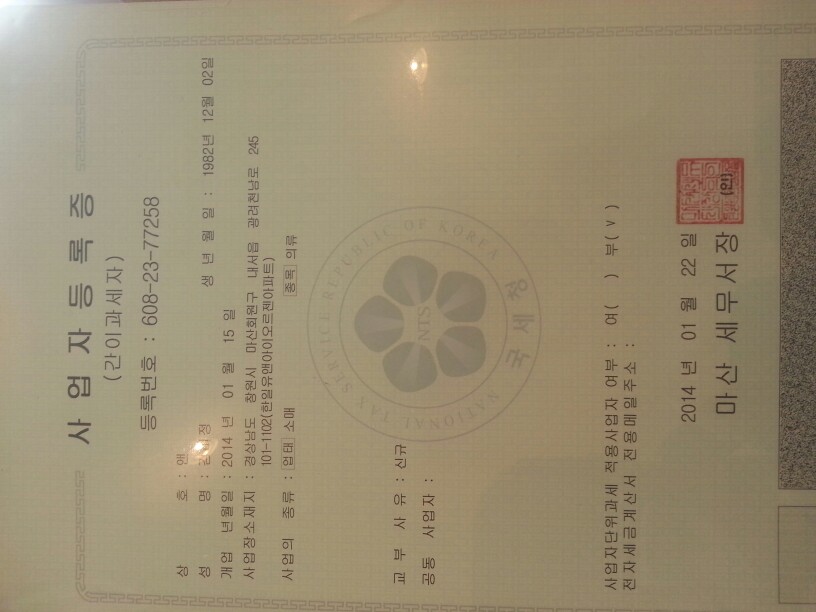 사업자등록증
(간이과세자)
등록번호 : 608-23-77258
상 호 : 앤
성 명 : 정 생 년 월 일 : 1982년 12월 02일
개업 년월일 : 2014 년 01 월 15 일
사업장소재지 : 경상남도 창원시 마산회원구 내서읍 광려천남로 245
101-1102(한일유앤아이오르젠아파트)
사업의 종류 : 업태 소매 종목 의류
교 부 사 유 : 신규
공동 사업자 :
사업자단위과세 적용사업자 여부 : 여( ) 부( v )
전자세금계산서 전용메일주소 :
2014 년 01 월 22 일
마산 세무서장 (인)
NATIONAL TAX SERVICE REPUBLIC OF KOREA
NTS
국세청